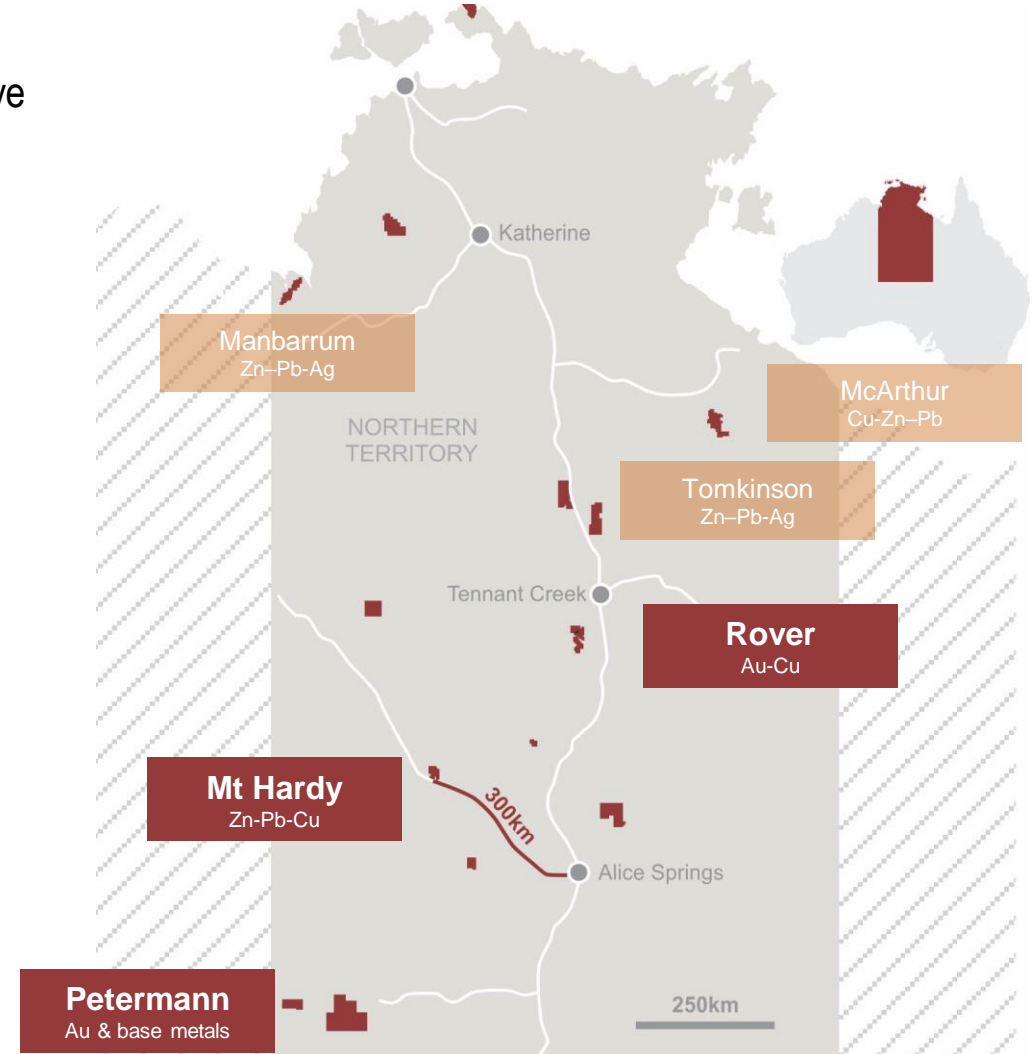 ve
Katherine
Manbarrum
Zn–Pb-Ag
McArthur
Cu-Zn–Pb
NORTHERN
TERRITORY
Tomkinson
Zn–Pb-Ag
Tennant Creek
Rover
Au-Cu
Mt Hardy
Zn-Pb-Cu
300km
Alice Springs
Petermann
Au & base metals
250km